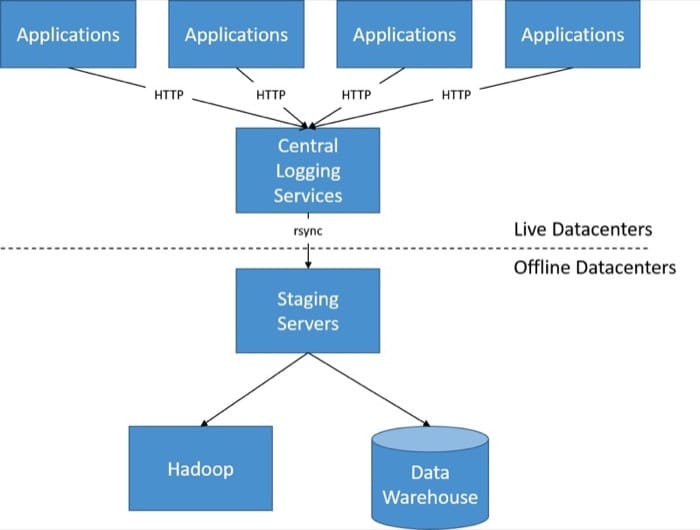 Applications
Applications
Applications
Applications
HTTP
HTTP
HTTP
HTTP
Central
Logging
Services
rsync
Live Datacenters
Offline Datacenters
Staging
Servers
Hadoop
Data
Warehouse